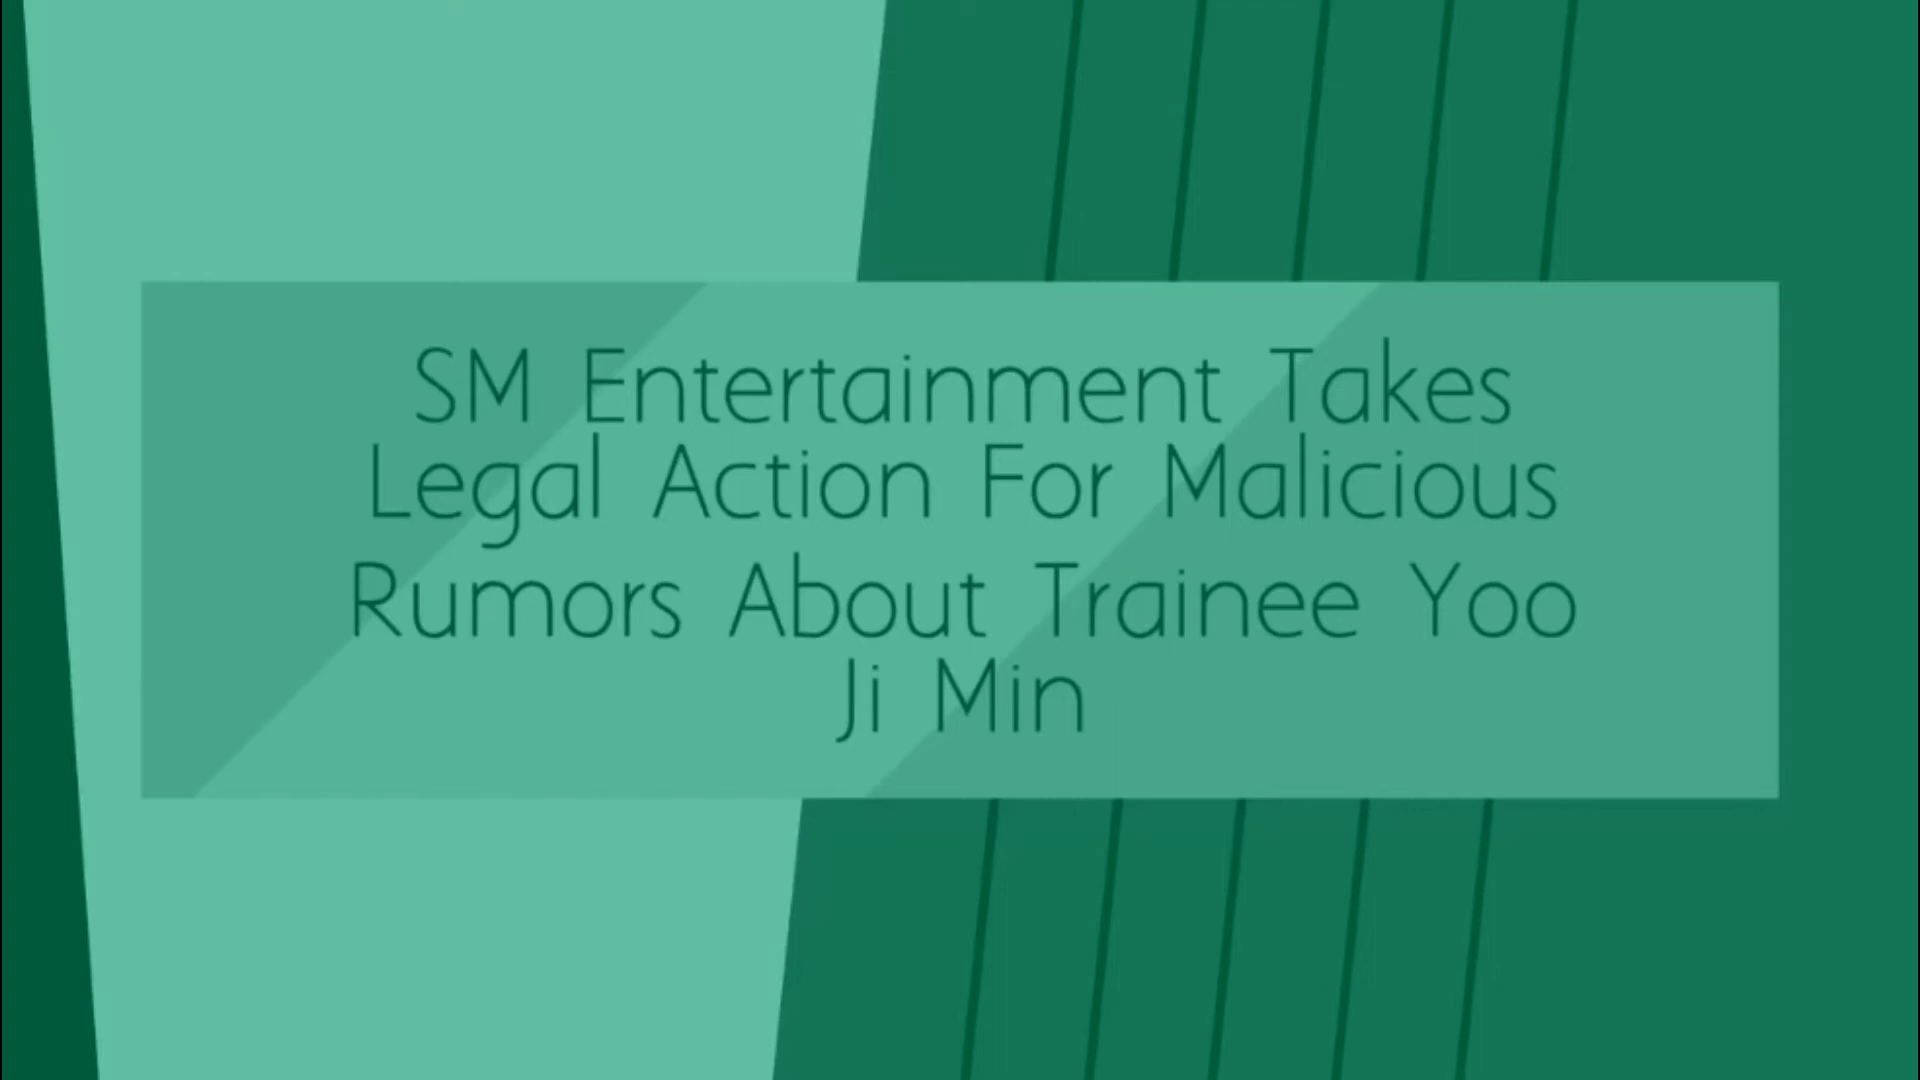 SM Entertainment Takes
Legal Action For Malicious
Rumors About Trainee Yoo
Ji Min